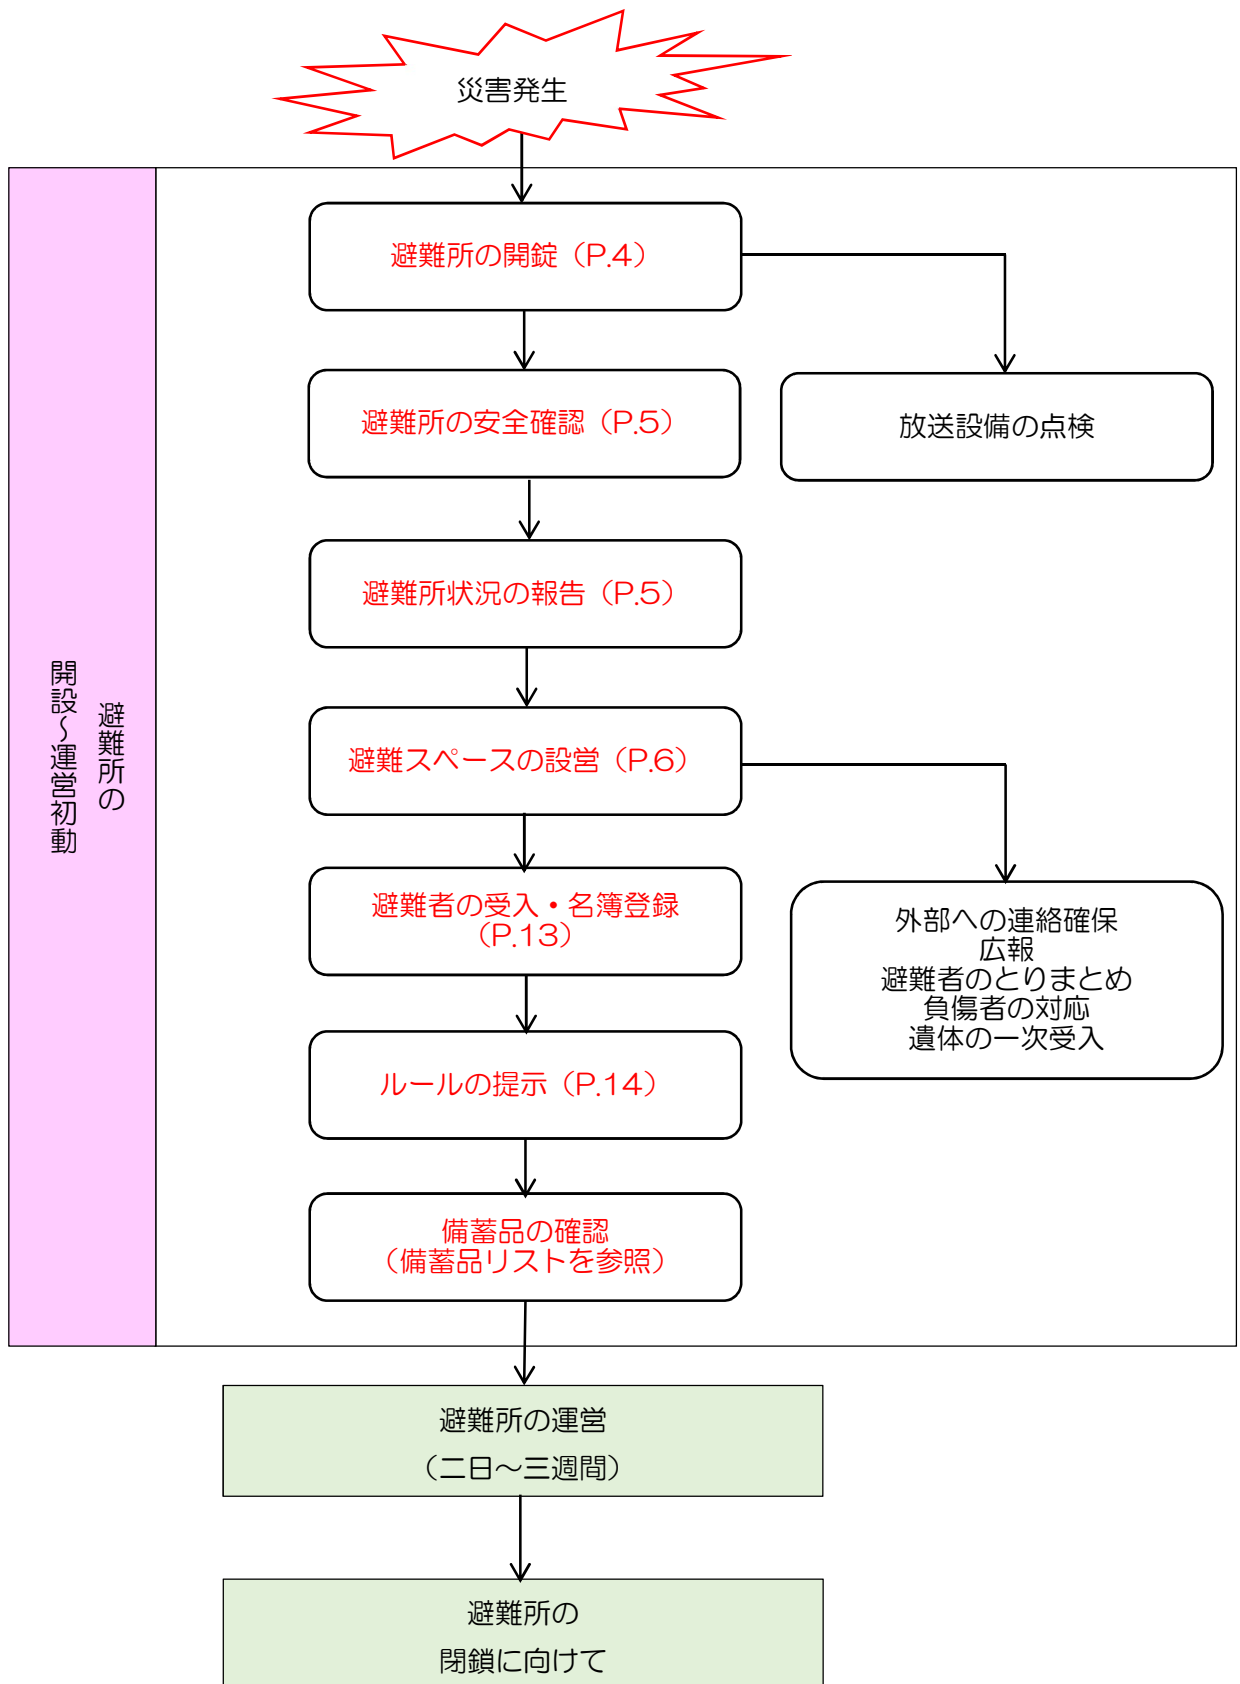 災害発生
避難所の
開設～運営初動
避難所の開錠（P.4）
避難所の安全確認（P.5）
放送設備の点検
避難所状況の報告（P.5）
避難スペースの設営（P.6）
避難者の受入・名簿登録
（P.13）
外部への連絡確保
広報
避難者のとりまとめ
負傷者の対応
遺体の一次受入
ルールの提示（P.14）
備蓄品の確認
（備蓄品リストを参照）
避難所の運営
（二日～三週間）
避難所の
閉鎖に向けて